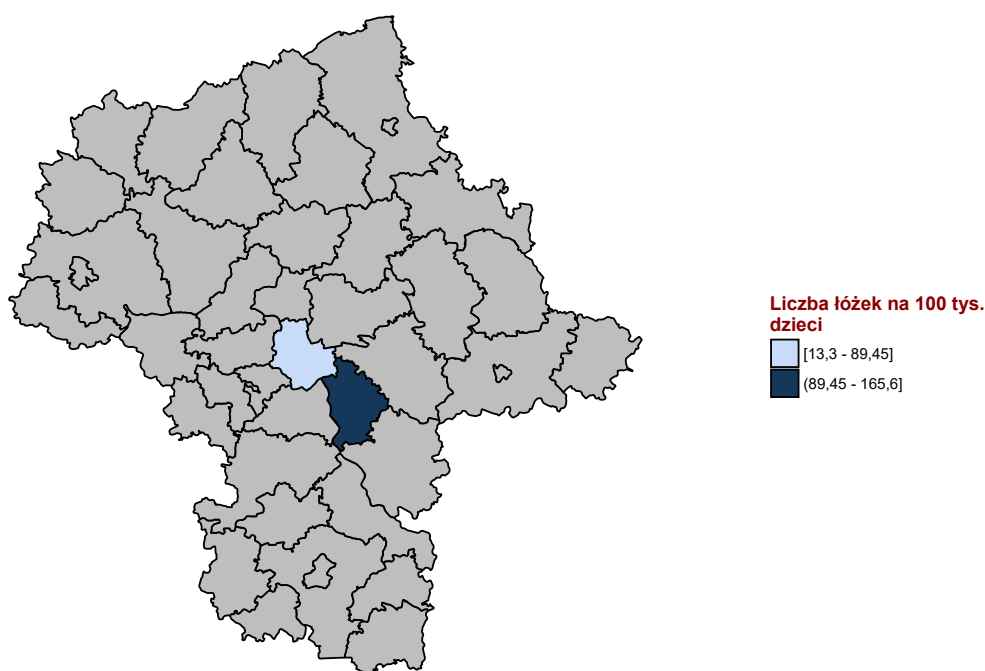 Liczba łóżek na 100 tys.
dzieci
[13,3 - 89,45]
(89,45 - 165,6]